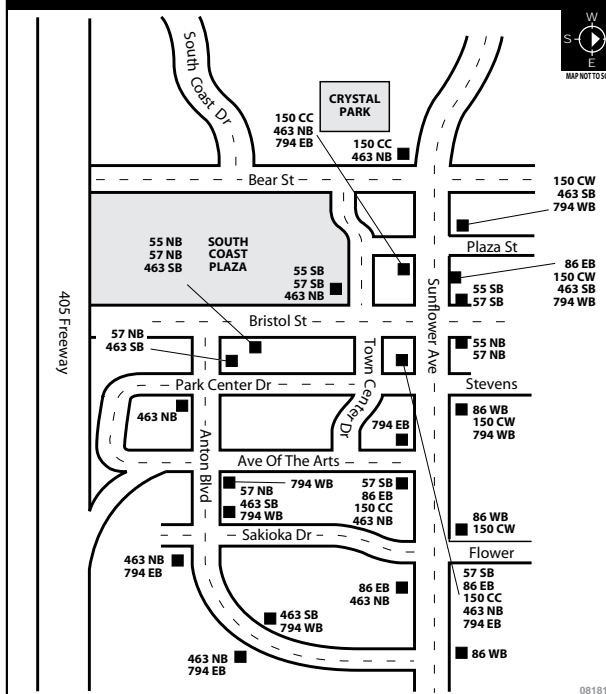 W
S
E
MAP NOT TO SC
South Coast Dr
CRYSTAL
PARK
150 CC
463 NB
794 EB
150 CC
463 NB
Bear St
150 CW
463 SB
794 WB
Plaza St
55 NB
57 NB
463 SB
SOUTH
COAST
PLAZA
55 SB
57 SB
463 NB
86 EB
150 CW
463 SB
794 WB
55 SB
57 SB
405 Freeway
Sunflower Ave
Bristol St
57 NB
463 SB
55 NB
57 NB
Town Center Dr
Park Center Dr
Stevens
463 NB
86 WB
150 CW
794 WB
794 EB
Anton Blvd
Ave Of The Arts
794 WB
57 NB
463 SB
794 WB
57 SB
86 EB
150 CC
463 NB
86 WB
150 CW
Sakioka Dr
Flower
463 NB
794 EB
57 SB
86 EB
150 CC
463 NB
794 EB
86 EB
463 NB
463 SB
794 WB
463 NB
794 EB
86 WB
08181